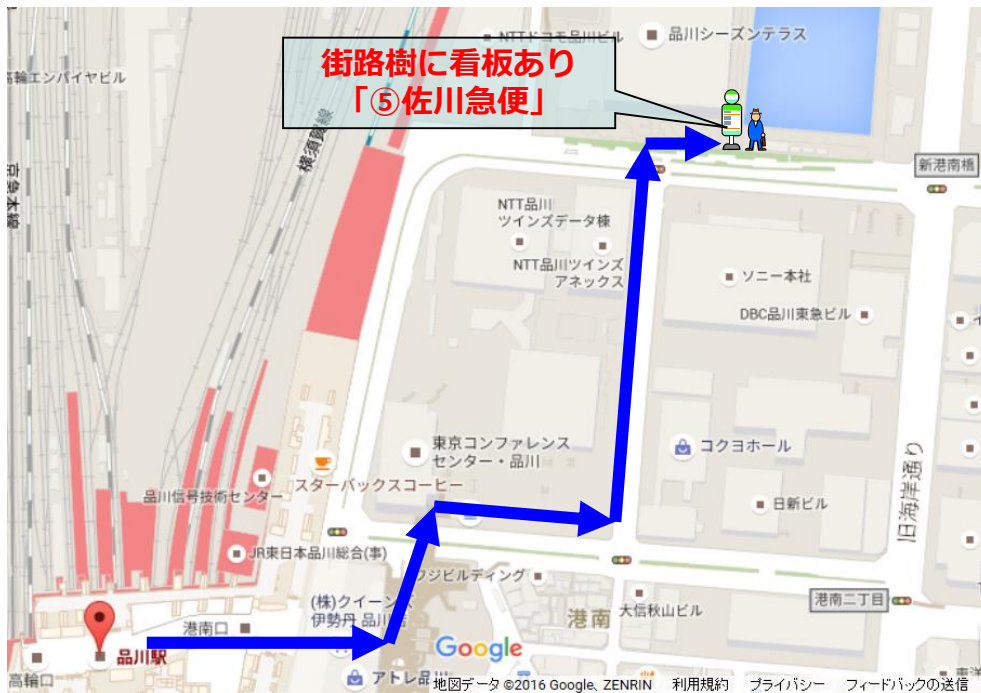 NTTドコモ品川ビル
品川シーズンテラス
街路樹に看板あり
「⑤佐川急便」
高輪エンパイヤビル
横須賀線
京急本線
新港南橋
NTT品川
ツインズデータ棟
NTT品川ツインズ
アネックス
ソニー本社
DBC品川東急ビル
東京コンファレンス
センター・品川
コクヨホール
スターバックスコーヒー
品川信号技術センター
日新ビル
旧海岸通り
JR東日本品川総合(事)
フジビルディング
港南二丁目
(株)クイーンズ
伊勢丹 品川店
港南
大信秋山ビル
港南口
品川駅
Google
高輪口
アトレ品川
地図データ ©2016 Google、ZENRIN
利用規約
プライバシー
フィードバックの送信